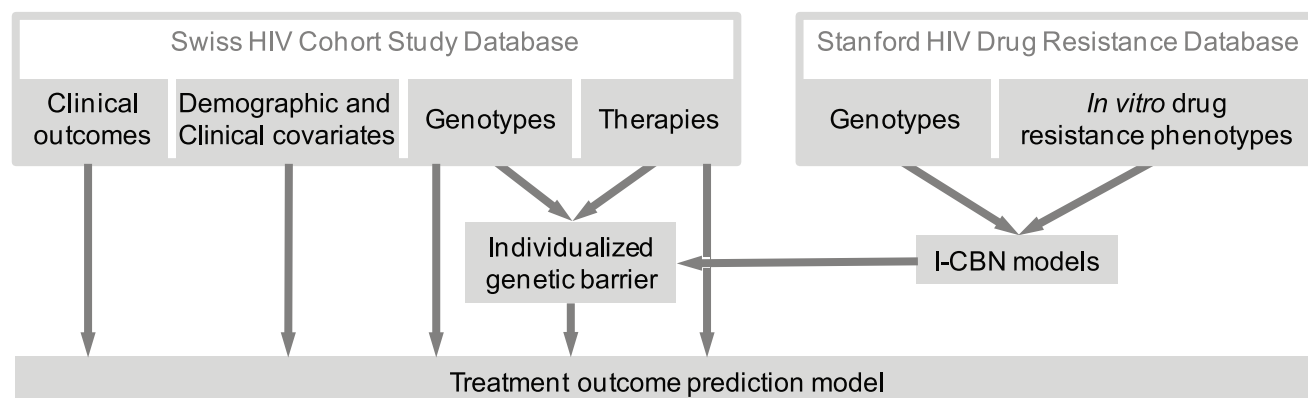 Swiss HIV Cohort Study Database
Stanford HIV Drug Resistance Database
Clinical
outcomes
Demographic and
Clinical covariates
Genotypes
Therapies
Genotypes
In vitro drug
resistance phenotypes
Individualized
genetic barrier
I-CBN models
Treatment outcome prediction model